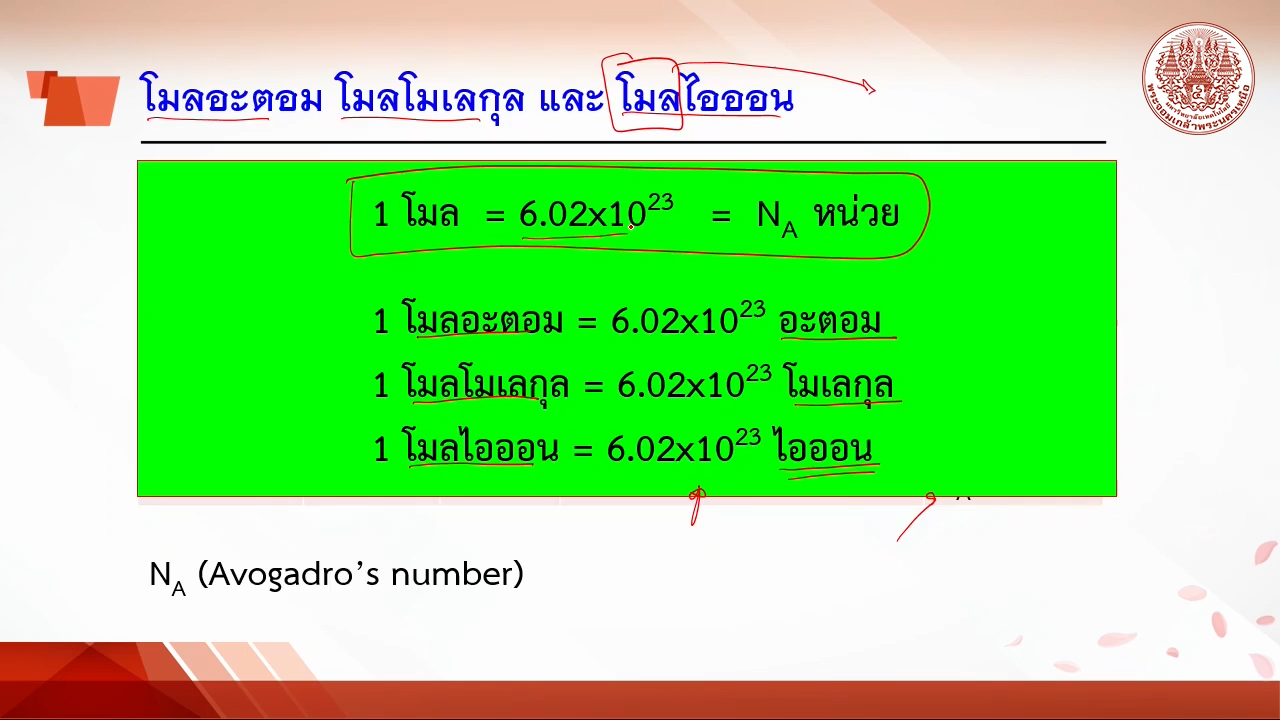 โมลอะตอม โมลโมเลกุล และ โมลไอออน
1 โมล = 6.02x10²³ = N_A หน่วย
1 โมลอะตอม = 6.02x10²³ อะตอม
1 โมลโมเลกุล = 6.02x10²³ โมเลกุล
1 โมลไอออน = 6.02x10²³ ไอออน
N_A (Avogadro’s number)